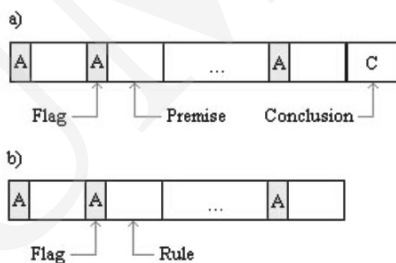 a)
A A ... A C
Flag Premise Conclusion
b)
A A ... A
Flag Rule